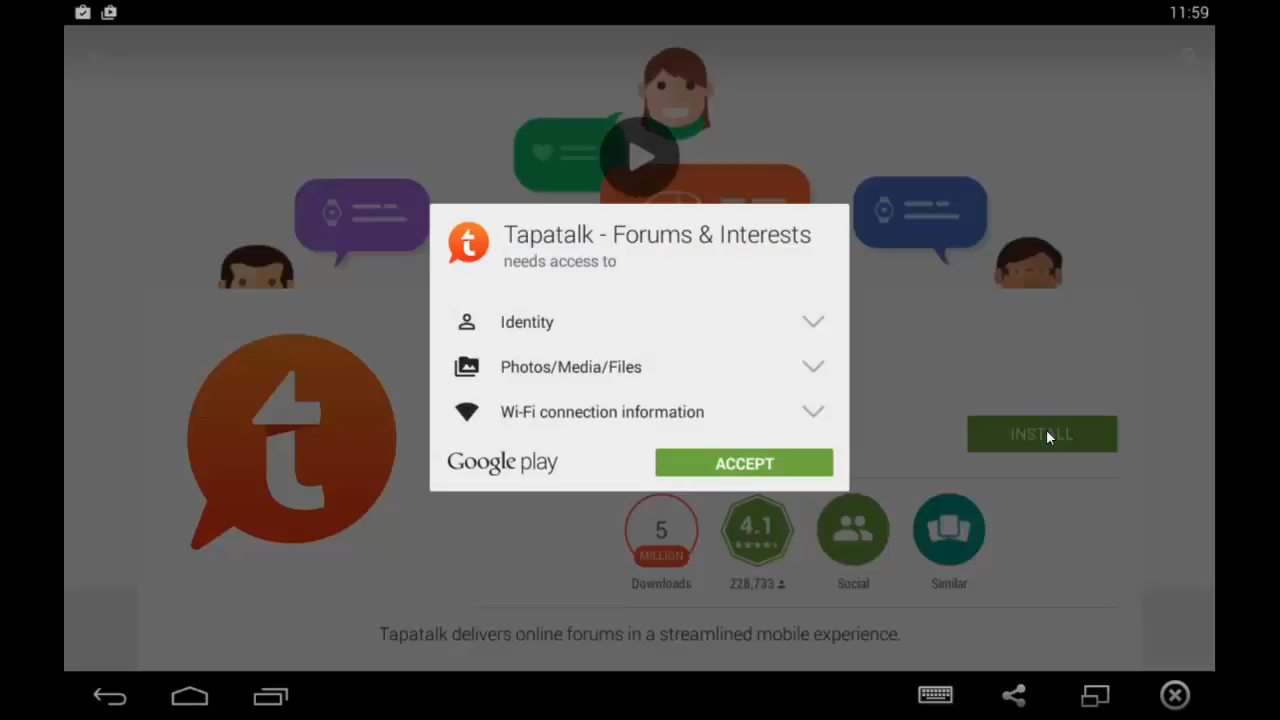 11:59
Tapatalk - Forums & Interests
needs access to
Identity
Photos/Media/Files
Wi-Fi connection information
Google play
ACCEPT
INSTALL
t
t
5
MILLION
Downloads
4.1
228,733
Social
Similar
Tapatalk delivers online forums in a streamlined mobile experience.